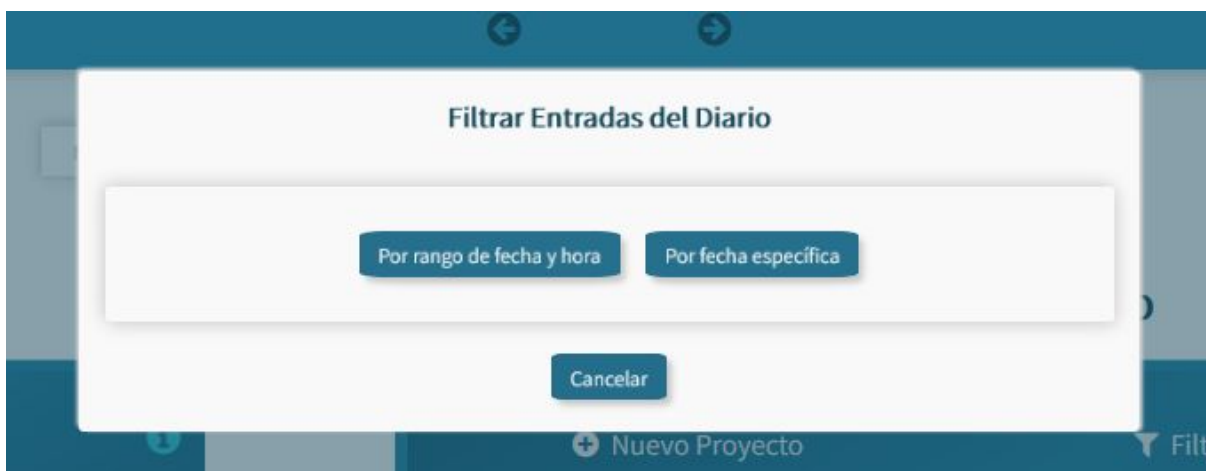 Filtrar Entradas del Diario
Por rango de fecha y hora Por fecha específica
Cancelar
Nuevo Proyecto